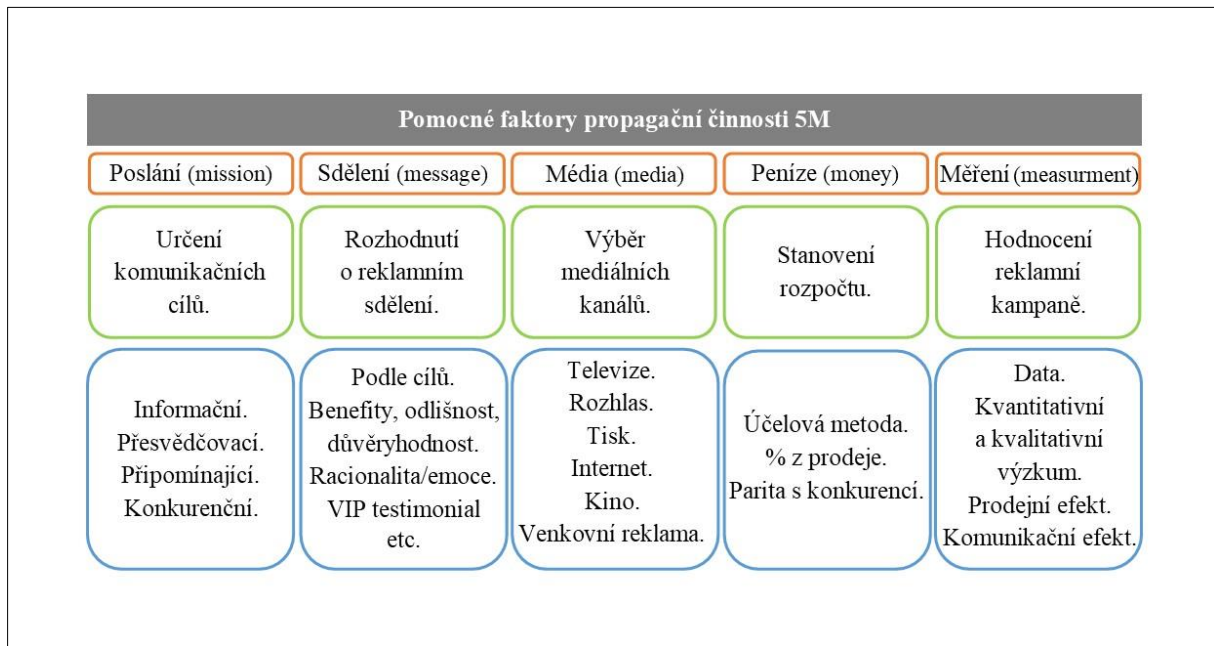 Pomocné faktory propagační činnosti 5M
Poslání (mission)
Sdělení (message)
Média (media)
Peníze (money)
Měření (measurment)
Určení
komunikačních
cílů.
Rozhodnutí
o reklamním
sdělení.
Výběr
mediálních
kanálů.
Stanovení
rozpočtu.
Hodnocení
reklamní
kampaně.
Informační.
Přesvědčovací.
Připomínající.
Konkurenční.
Podle cílů.
Benefity, odlišnost,
důvěryhodnost.
Racionalita/emoce.
VIP testimonial
etc.
Televize.
Rozhlas.
Tisk.
Internet.
Kino.
Venkovní reklama.
Účelová metoda.
% z prodeje.
Parita s konkurencí.
Data.
Kvantitativní
a kvalitativní
výzkum.
Prodejní efekt.
Komunikační efekt.